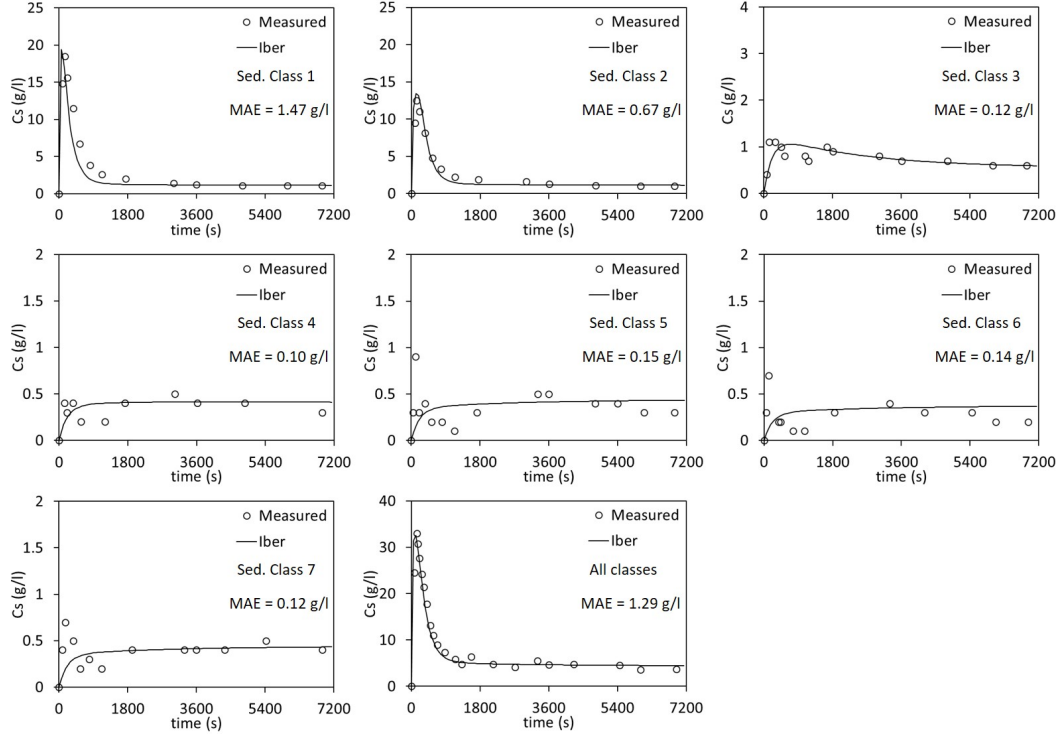 25
20
15
10
5
0
Cs (g/l)
Measured
Iber
Sed. Class 1
MAE = 1.47 g/l
0 1800 3600 5400 7200
time (s)
25
20
15
10
5
0
Cs (g/l)
Measured
Iber
Sed. Class 2
MAE = 0.67 g/l
0 1800 3600 5400 7200
time (s)
4
3
2
1
0
Cs (g/l)
Measured
Iber
Sed. Class 3
MAE = 0.12 g/l
0 1800 3600 5400 7200
time (s)
2
1.5
1
0.5
0
Cs (g/l)
Measured
Iber
Sed. Class 4
MAE = 0.10 g/l
0 1800 3600 5400 7200
time (s)
2
1.5
1
0.5
0
Cs (g/l)
Measured
Iber
Sed. Class 5
MAE = 0.15 g/l
0 1800 3600 5400 7200
time (s)
2
1.5
1
0.5
0
Cs (g/l)
Measured
Iber
Sed. Class 6
MAE = 0.14 g/l
0 1800 3600 5400 7200
time (s)
2
1.5
1
0.5
0
Cs (g/l)
Measured
Iber
Sed. Class 7
MAE = 0.12 g/l
0 1800 3600 5400 7200
time (s)
40
30
20
10
0
Cs (g/l)
Measured
Iber
All classes
MAE = 1.29 g/l
0 1800 3600 5400 7200
time (s)